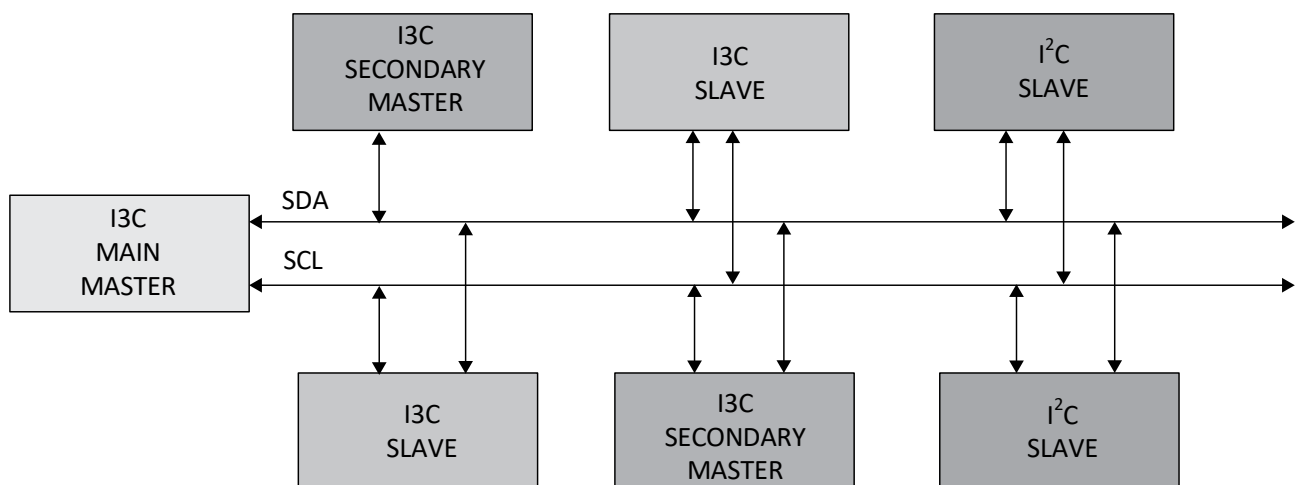 I3C
SECONDARY
MASTER
I3C
SLAVE
I²C
SLAVE
I3C
MAIN
MASTER
SDA
SCL
I3C
SLAVE
I3C
SECONDARY
MASTER
I²C
SLAVE